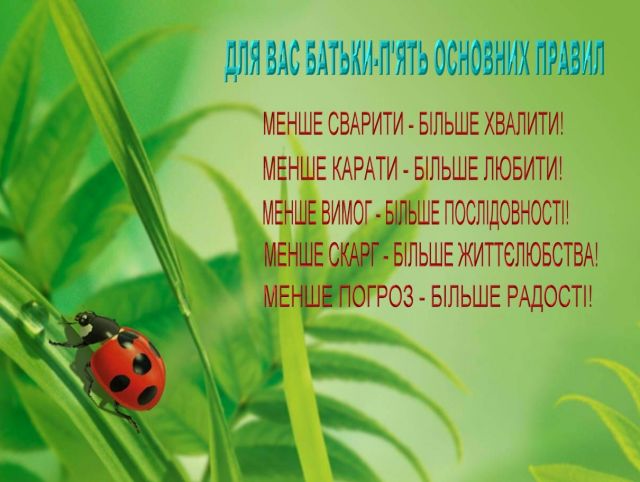 ДЛЯ ВАС БАТЬКИ-П'ЯТЬ ОСНОВНИХ ПРАВИЛ
МЕНШЕ СВАРИТИ - БІЛЬШЕ ХВАЛИТИ!
МЕНШЕ КАРАТИ - БІЛЬШЕ ЛЮБИТИ!
МЕНШЕ ВИМОГ - БІЛЬШЕ ПОСЛІДОВНОСТІ!
МЕНШЕ СКАРГ - БІЛЬШЕ ЖИТТЄЛЮБСТВА!
МЕНШЕ ПОГРОЗ - БІЛЬШЕ РАДОСТІ!